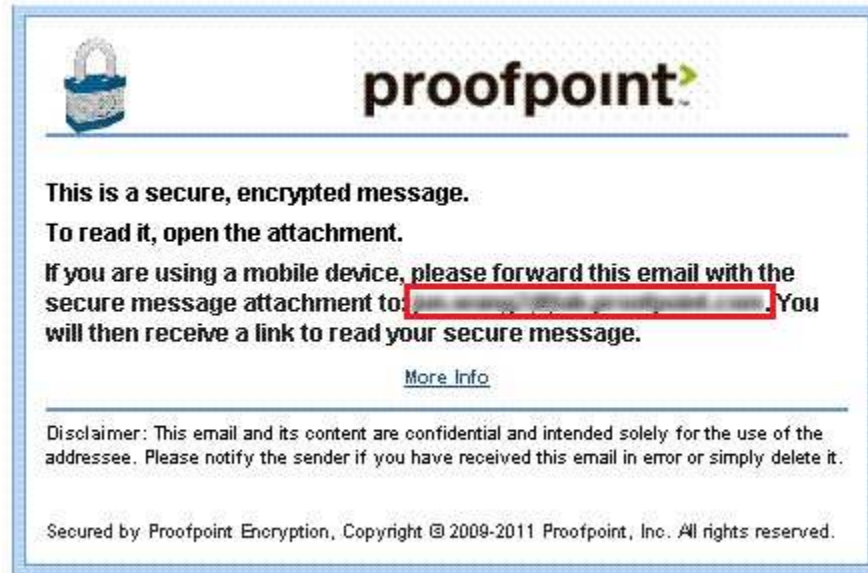 proofpoint
This is a secure, encrypted message.
To read it, open the attachment.
If you are using a mobile device, please forward this email with the
secure message attachment to: . You
will then receive a link to read your secure message.
More Info
Disclaimer: This email and its content are confidential and intended solely for the use of the
addressee. Please notify the sender if you have received this email in error or simply delete it.
Secured by Proofpoint Encryption, Copyright © 2009-2011 Proofpoint, Inc. All rights reserved.